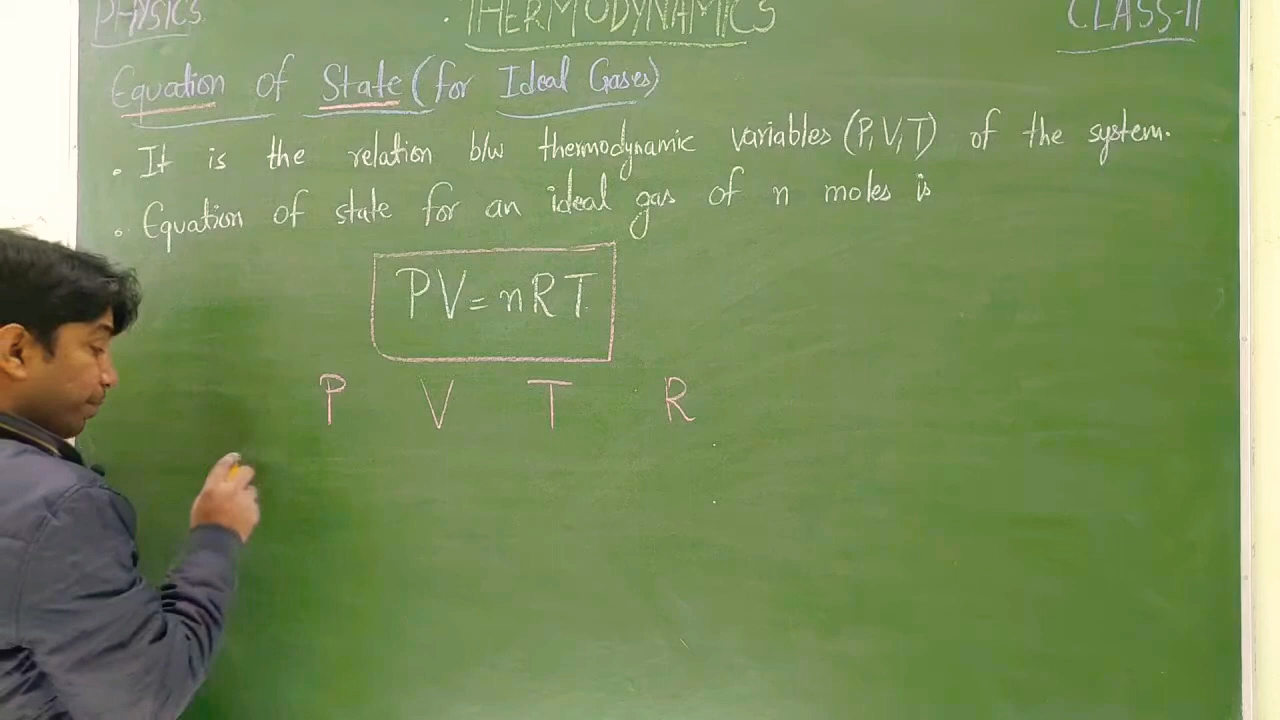 PHYSICS THERMODYNAMICS CLASS-11
Equation of State (for Ideal Gases)
• It is the relation b/w thermodynamic variables (P,V,T) of the system.
• Equation of state for an ideal gas of n moles is
PV = nRT
P V T R